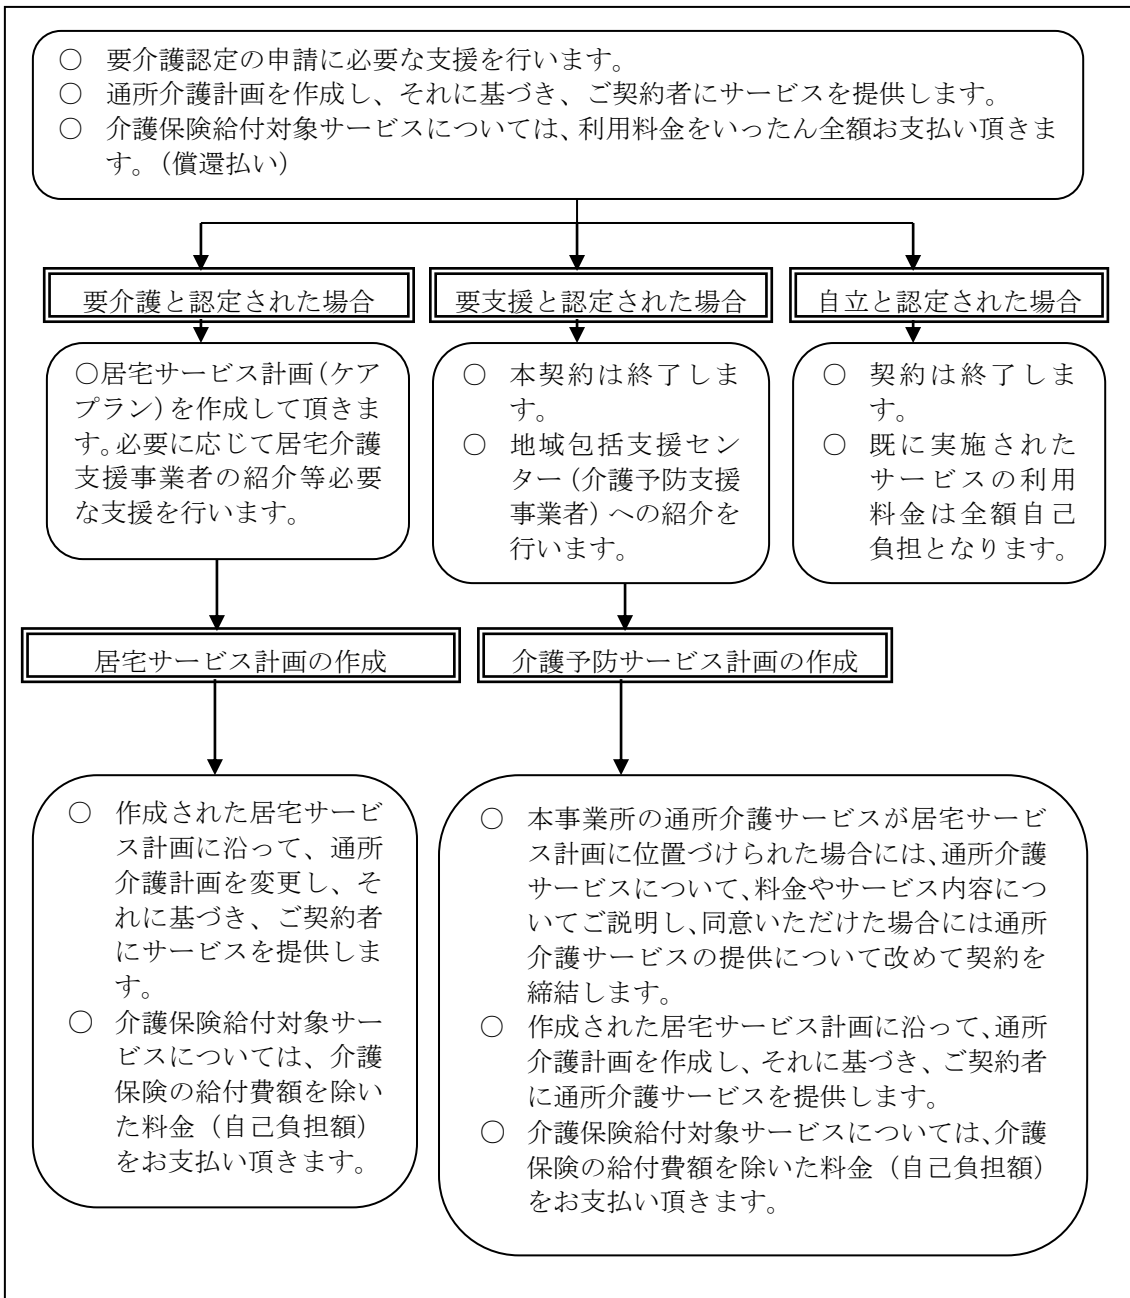 ○ 要介護認定の申請に必要な支援を行います。
○ 通所介護計画を作成し、それに基づき、ご契約者にサービスを提供します。
○ 介護保険給付対象サービスについては、利用料金をいったん全額お支払い頂きま
す。（償還払い）
要介護と認定された場合
要支援と認定された場合
自立と認定された場合
○居宅サービス計画（ケア
プラン）を作成して頂きま
す。必要に応じて居宅介護
支援事業者の紹介等必要
な支援を行います。
○ 本契約は終了しま
す。
○ 地域包括支援セン
ター（介護予防支援
事業者）への紹介を
行います。
○ 契約は終了しま
す。
○ 既に実施された
サービスの利用
料金は全額自己
負担となります。
居宅サービス計画の作成
介護予防サービス計画の作成
○ 作成された居宅サービ
ス計画に沿って、通所
介護計画を変更し、そ
れに基づき、ご契約者
にサービスを提供しま
す。
○ 介護保険給付対象サー
ビスについては、介護
保険の給付費額を除い
た料金（自己負担額）
をお支払い頂きます。
○ 本事業所の通所介護サービスが居宅サービ
ス計画に位置づけられた場合には、通所介護
サービスについて、料金やサービス内容につ
いてご説明し、同意いただけた場合には通所
介護サービスの提供について改めて契約を
締結します。
○ 作成された居宅サービス計画に沿って、通所
介護計画を作成し、それに基づき、ご契約者
に通所介護サービスを提供します。
○ 介護保険給付対象サービスについては、介護
保険の給付費額を除いた料金（自己負担額）
をお支払い頂きます。